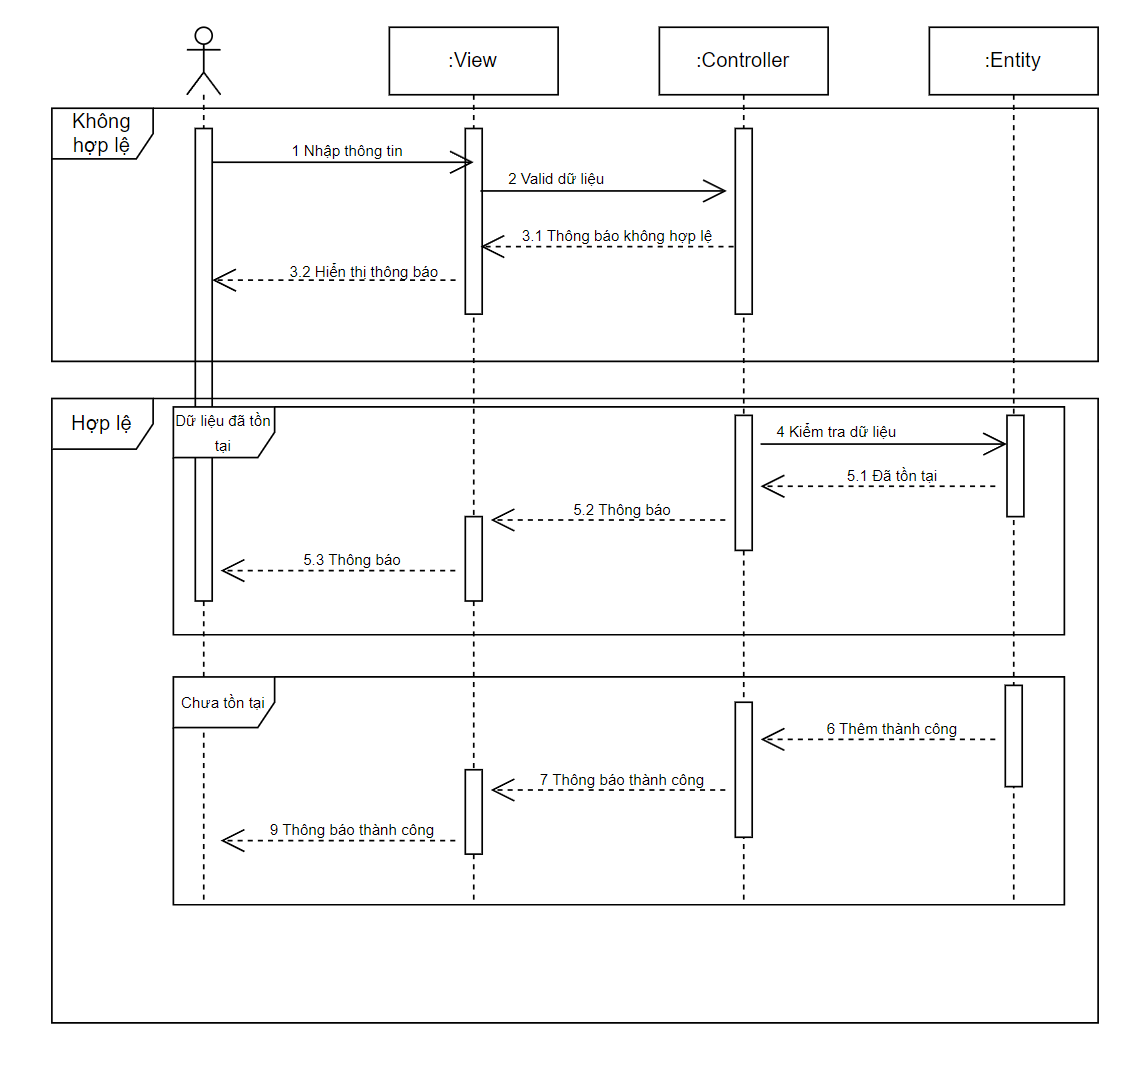 :View
:Controller
:Entity
Không
hợp lệ
1 Nhập thông tin
2 Valid dữ liệu
3.1 Thông báo không hợp lệ
3.2 Hiển thị thông báo
Hợp lệ
Dữ liệu đã tồn
tại
4 Kiểm tra dữ liệu
5.1 Đã tồn tại
5.2 Thông báo
5.3 Thông báo
Chưa tồn tại
6 Thêm thành công
7 Thông báo thành công
9 Thông báo thành công